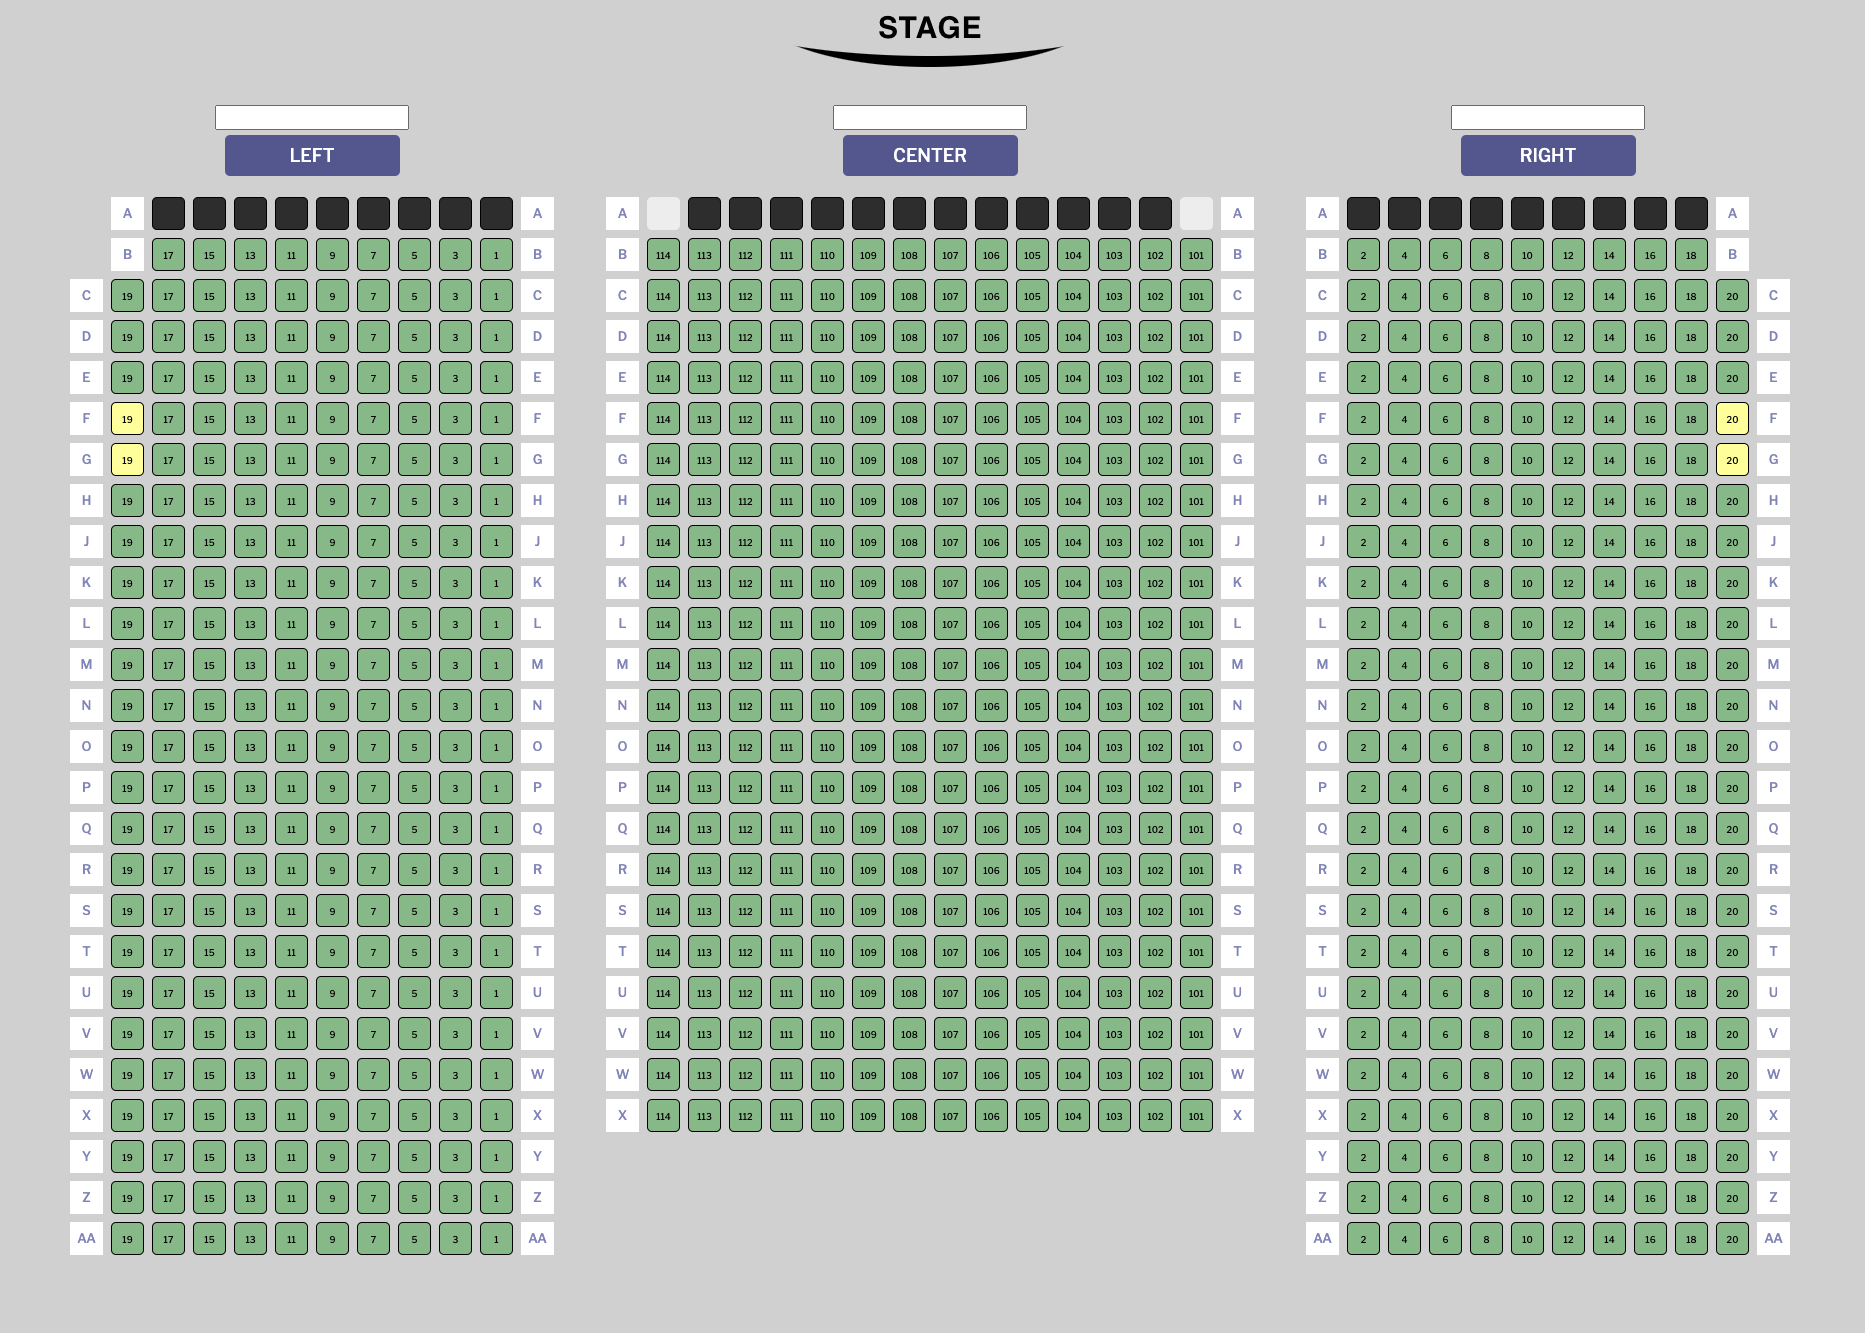 STAGE
LEFT CENTER RIGHT
A A A A A A
B 17 15 13 11 9 7 5 3 1 B B 114 113 112 111 110 109 108 107 106 105 104 103 102 101 B B 2 4 6 8 10 12 14 16 18 B
C 19 17 15 13 11 9 7 5 3 1 C C 114 113 112 111 110 109 108 107 106 105 104 103 102 101 C C 2 4 6 8 10 12 14 16 18 20 C
D 19 17 15 13 11 9 7 5 3 1 D D 114 113 112 111 110 109 108 107 106 105 104 103 102 101 D D 2 4 6 8 10 12 14 16 18 20 D
E 19 17 15 13 11 9 7 5 3 1 E E 114 113 112 111 110 109 108 107 106 105 104 103 102 101 E E 2 4 6 8 10 12 14 16 18 20 E
F 19 17 15 13 11 9 7 5 3 1 F F 114 113 112 111 110 109 108 107 106 105 104 103 102 101 F F 2 4 6 8 10 12 14 16 18 20 F
G 19 17 15 13 11 9 7 5 3 1 G G 114 113 112 111 110 109 108 107 106 105 104 103 102 101 G G 2 4 6 8 10 12 14 16 18 20 G
H 19 17 15 13 11 9 7 5 3 1 H H 114 113 112 111 110 109 108 107 106 105 104 103 102 101 H H 2 4 6 8 10 12 14 16 18 20 H
J 19 17 15 13 11 9 7 5 3 1 J J 114 113 112 111 110 109 108 107 106 105 104 103 102 101 J J 2 4 6 8 10 12 14 16 18 20 J
K 19 17 15 13 11 9 7 5 3 1 K K 114 113 112 111 110 109 108 107 106 105 104 103 102 101 K K 2 4 6 8 10 12 14 16 18 20 K
L 19 17 15 13 11 9 7 5 3 1 L L 114 113 112 111 110 109 108 107 106 105 104 103 102 101 L L 2 4 6 8 10 12 14 16 18 20 L
M 19 17 15 13 11 9 7 5 3 1 M M 114 113 112 111 110 109 108 107 106 105 104 103 102 101 M M 2 4 6 8 10 12 14 16 18 20 M
N 19 17 15 13 11 9 7 5 3 1 N N 114 113 112 111 110 109 108 107 106 105 104 103 102 101 N N 2 4 6 8 10 12 14 16 18 20 N
O 19 17 15 13 11 9 7 5 3 1 O O 114 113 112 111 110 109 108 107 106 105 104 103 102 101 O O 2 4 6 8 10 12 14 16 18 20 O
P 19 17 15 13 11 9 7 5 3 1 P P 114 113 112 111 110 109 108 107 106 105 104 103 102 101 P P 2 4 6 8 10 12 14 16 18 20 P
Q 19 17 15 13 11 9 7 5 3 1 Q Q 114 113 112 111 110 109 108 107 106 105 104 103 102 101 Q Q 2 4 6 8 10 12 14 16 18 20 Q
R 19 17 15 13 11 9 7 5 3 1 R R 114 113 112 111 110 109 108 107 106 105 104 103 102 101 R R 2 4 6 8 10 12 14 16 18 20 R
S 19 17 15 13 11 9 7 5 3 1 S S 114 113 112 111 110 109 108 107 106 105 104 103 102 101 S S 2 4 6 8 10 12 14 16 18 20 S
T 19 17 15 13 11 9 7 5 3 1 T T 114 113 112 111 110 109 108 107 106 105 104 103 102 101 T T 2 4 6 8 10 12 14 16 18 20 T
U 19 17 15 13 11 9 7 5 3 1 U U 114 113 112 111 110 109 108 107 106 105 104 103 102 101 U U 2 4 6 8 10 12 14 16 18 20 U
V 19 17 15 13 11 9 7 5 3 1 V V 114 113 112 111 110 109 108 107 106 105 104 103 102 101 V V 2 4 6 8 10 12 14 16 18 20 V
W 19 17 15 13 11 9 7 5 3 1 W W 114 113 112 111 110 109 108 107 106 105 104 103 102 101 W W 2 4 6 8 10 12 14 16 18 20 W
X 19 17 15 13 11 9 7 5 3 1 X X 114 113 112 111 110 109 108 107 106 105 104 103 102 101 X X 2 4 6 8 10 12 14 16 18 20 X
Y 19 17 15 13 11 9 7 5 3 1 Y Y 2 4 6 8 10 12 14 16 18 20 Y
Z 19 17 15 13 11 9 7 5 3 1 Z Z 2 4 6 8 10 12 14 16 18 20 Z
AA 19 17 15 13 11 9 7 5 3 1 AA AA 2 4 6 8 10 12 14 16 18 20 AA